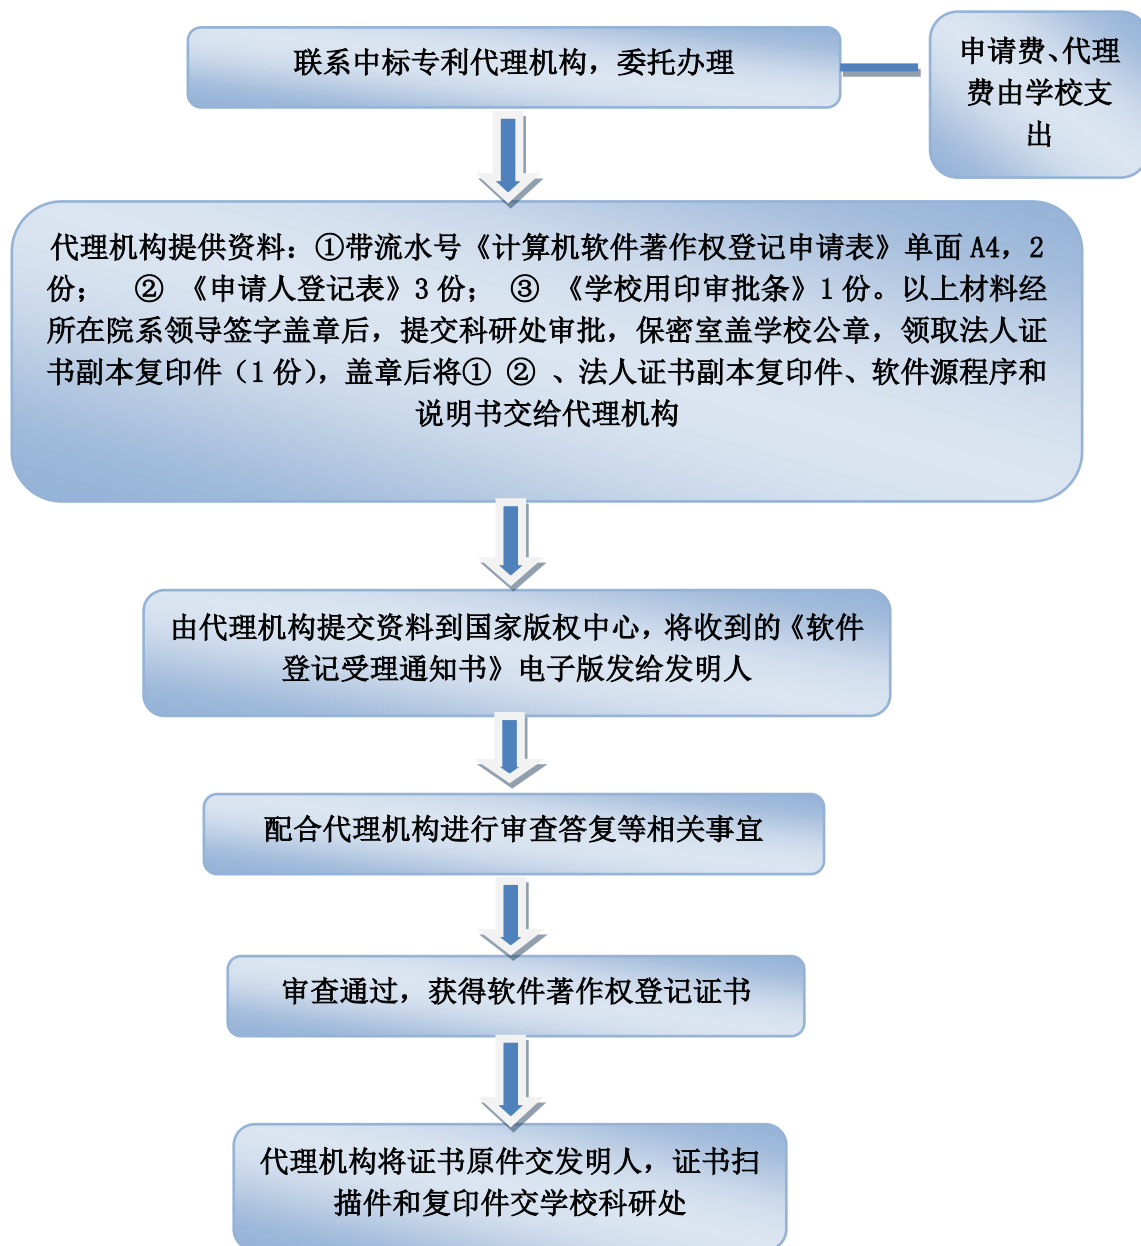 联系中标专利代理机构，委托办理
申请费、代理
费由学校支
出
代理机构提供资料：①带流水号《计算机软件著作权登记申请表》单面 A4，2
份； ② 《申请人登记表》3 份； ③ 《学校用印审批条》1 份。以上材料经
所在院系领导签字盖章后，提交科研处审批，保密室盖学校公章，领取法人证
书副本复印件（1 份），盖章后将① ② 、法人证书副本复印件、软件源程序和
说明书交给代理机构
由代理机构提交资料到国家版权中心，将收到的《软件
登记受理通知书》电子版发给发明人
配合代理机构进行审查答复等相关事宜
审查通过，获得软件著作权登记证书
代理机构将证书原件交发明人，证书扫
描件和复印件交学校科研处